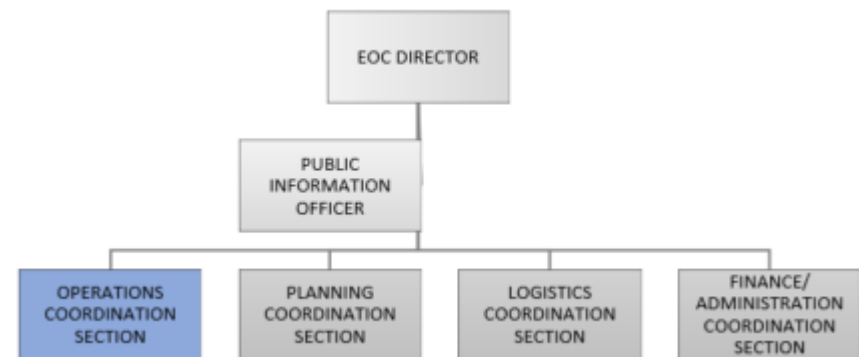 EOC DIRECTOR
PUBLIC
INFORMATION
OFFICER
OPERATIONS
COORDINATION
SECTION
PLANNING
COORDINATION
SECTION
LOGISTICS
COORDINATION
SECTION
FINANCE/
ADMINISTRATION
COORDINATION
SECTION